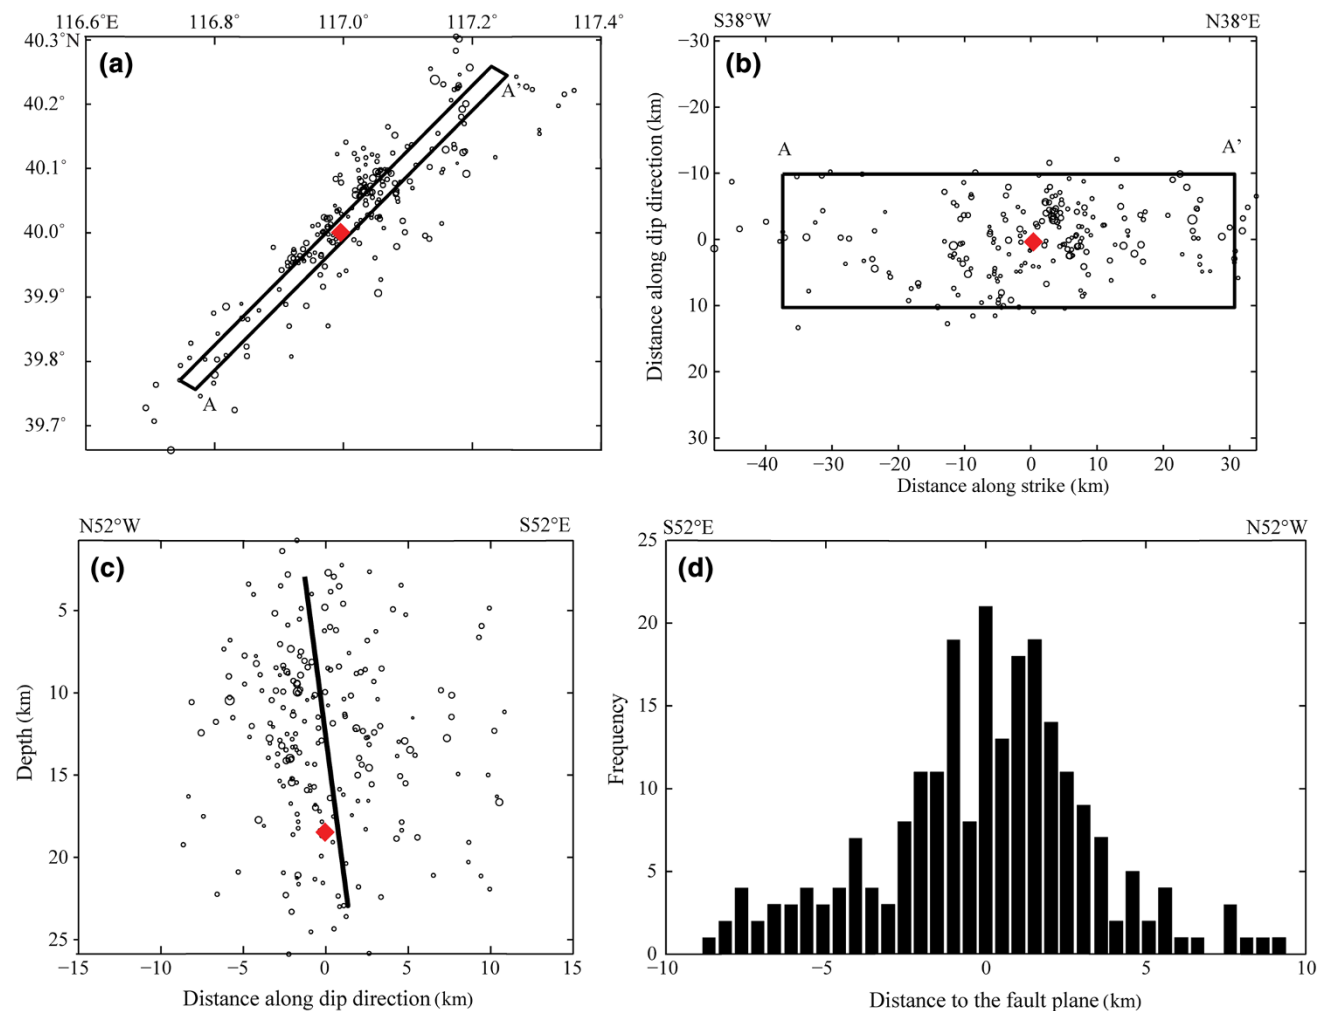 116.6°E 116.8° 117.0° 117.2° 117.4°
40.3°N
40.2°
40.1°
40.0°
39.9°
39.8°
39.7°
(a)
A'
A
S38°W N38°E
−30
−20
−10
0
10
20
30
Distance along dip direction (km)
(b)
A A'
−40 −30 −20 −10 0 10 20 30
Distance along strike (km)
N52°W S52°E
(c)
5
10
15
20
25
Depth (km)
−15 −10 −5 0 5 10 15
Distance along dip direction (km)
S52°E N52°W
(d)
25
20
15
10
5
0
Frequency
−10 −5 0 5 10
Distance to the fault plane (km)